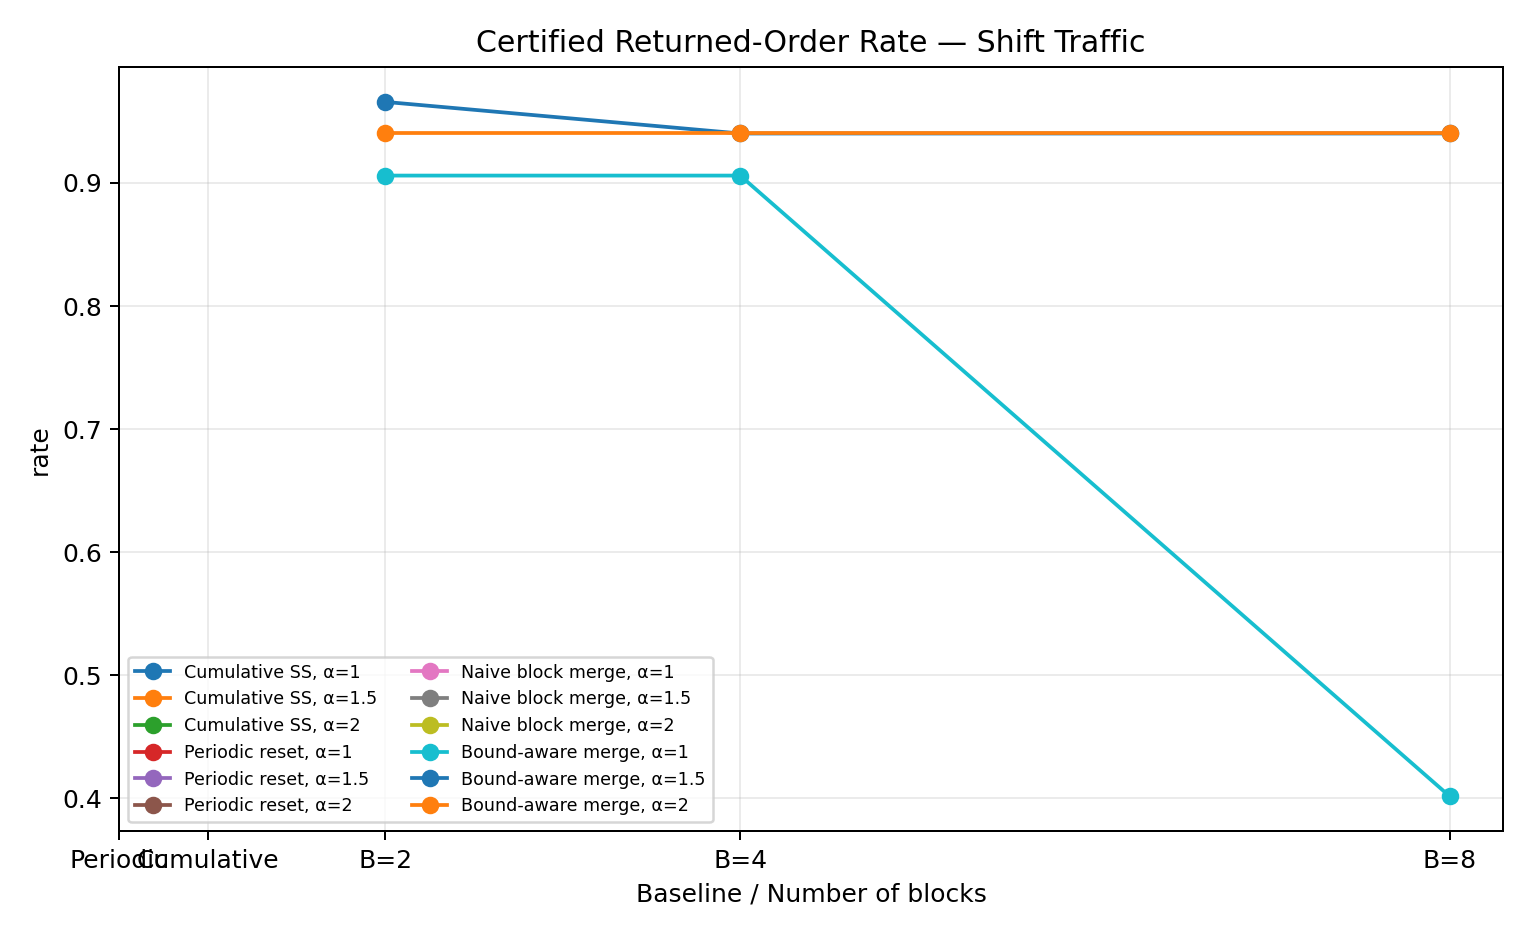 Certified Returned-Order Rate — Shift Traffic
rate
0.9
0.8
0.7
0.6
0.5
0.4
Cumulative SS, α=1
Cumulative SS, α=1.5
Cumulative SS, α=2
Periodic reset, α=1
Periodic reset, α=1.5
Periodic reset, α=2
Naive block merge, α=1
Naive block merge, α=1.5
Naive block merge, α=2
Bound-aware merge, α=1
Bound-aware merge, α=1.5
Bound-aware merge, α=2
Periodic Cumulative B=2 B=4 B=8
Baseline / Number of blocks